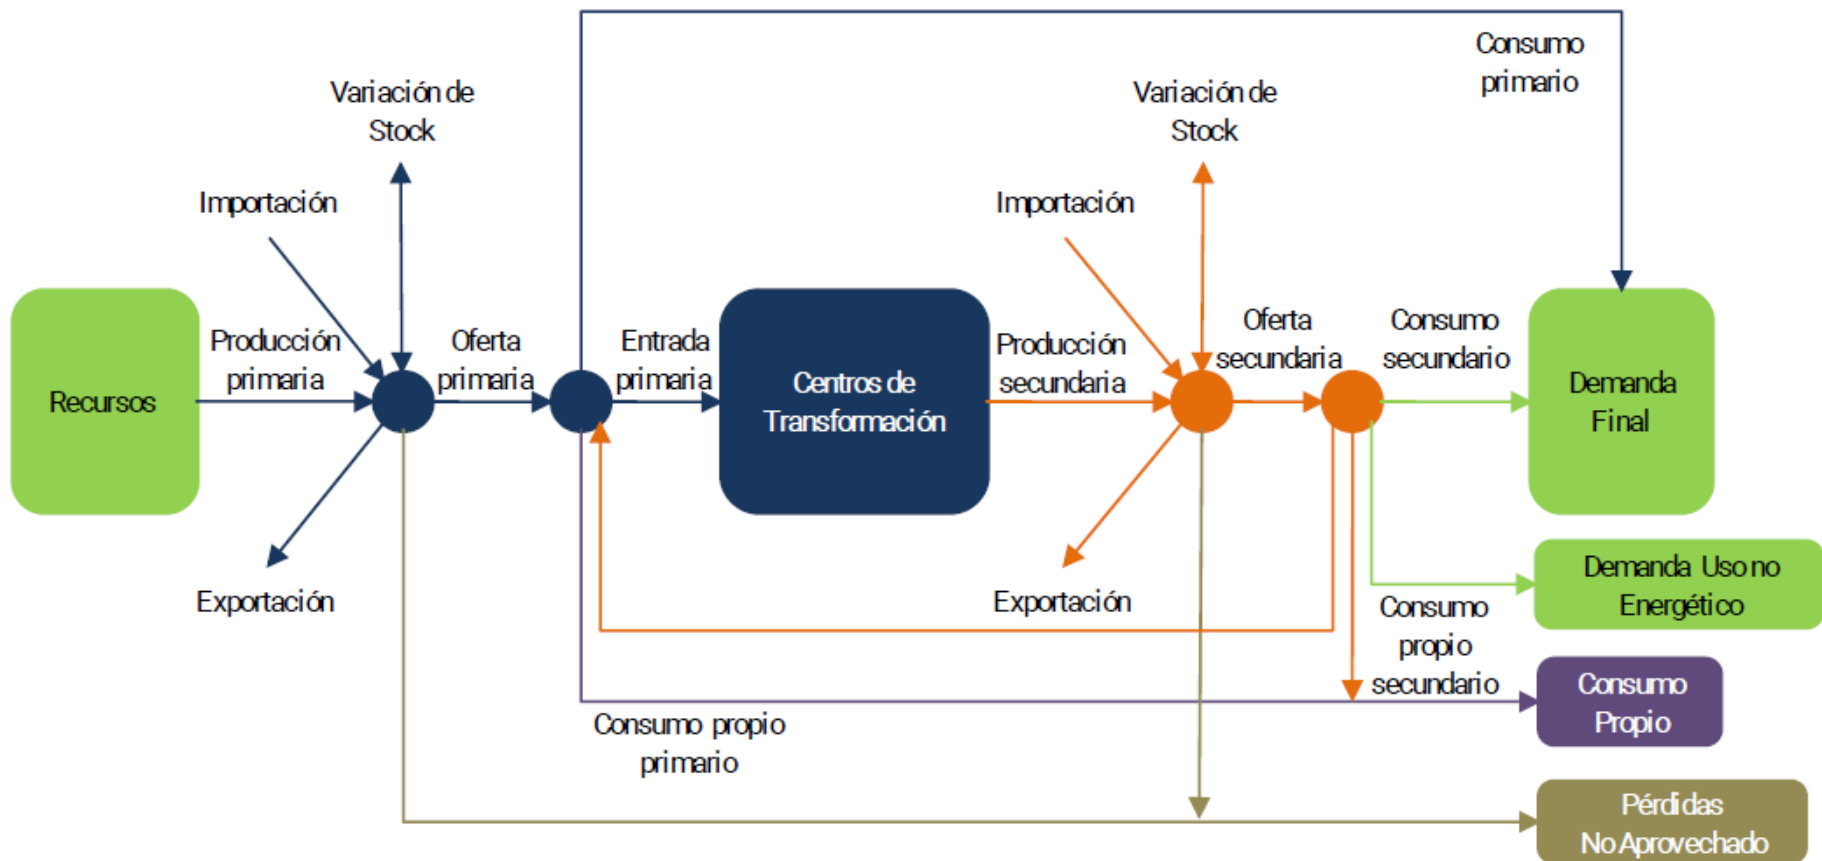 Consumo
primario
Variación de
Stock
Variación de
Stock
Importación
Importación
Recursos
Producción
primaria
Oferta
primaria
Entrada
primaria
Centros de
Transformación
Producción
secundaria
Oferta
secundaria
Consumo
secundario
Demanda
Final
Exportación
Exportación
Demanda Uso no
Energético
Consumo
propio
secundario
Consumo propio
primario
Consumo
Propio
Pérdidas
No Aprovechado